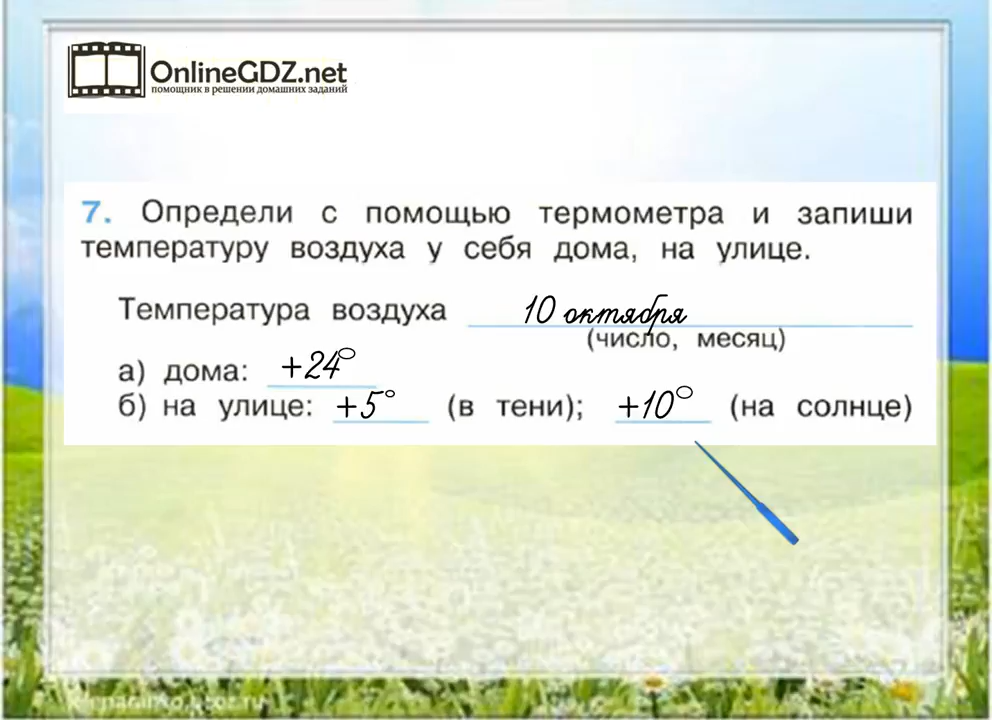 OnlineGDZ.net
помощник в решении домашних заданий
7. Определи с помощью термометра и запиши
температуру воздуха у себя дома, на улице.
Температура воздуха 10 октября
(число, месяц)
а) дома: +24°
б) на улице: +5° (в тени); +10° (на солнце)